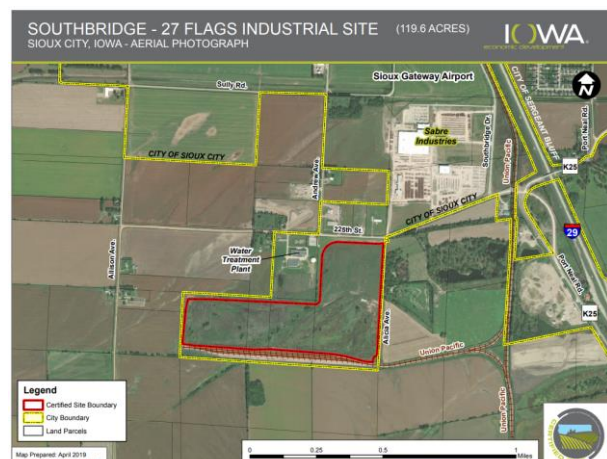 SOUTHBRIDGE - 27 FLAGS INDUSTRIAL SITE (119.6 ACRES)
SIOUX CITY, IOWA - AERIAL PHOTOGRAPH
IOWA
economic development
Sioux Gateway Airport
N
Sully Rd.
CITY OF SERGEANT BLUFF
Port Neal Rd.
Sabre
Industries
Southbridge Dr
Union Pacific
K25
CITY OF SIOUX CITY
Andrew Ave
CITY OF SIOUX CITY
225th St.
29
Allison Ave.
Water
Treatment
Plant
Port Neal Rd.
K25
Alicia Ave
Union Pacific
Union Pacific
Legend
Certified Site Boundary
City Boundary
Land Parcels
Map Prepared: April 2019
0 0.25 0.5 1
Miles